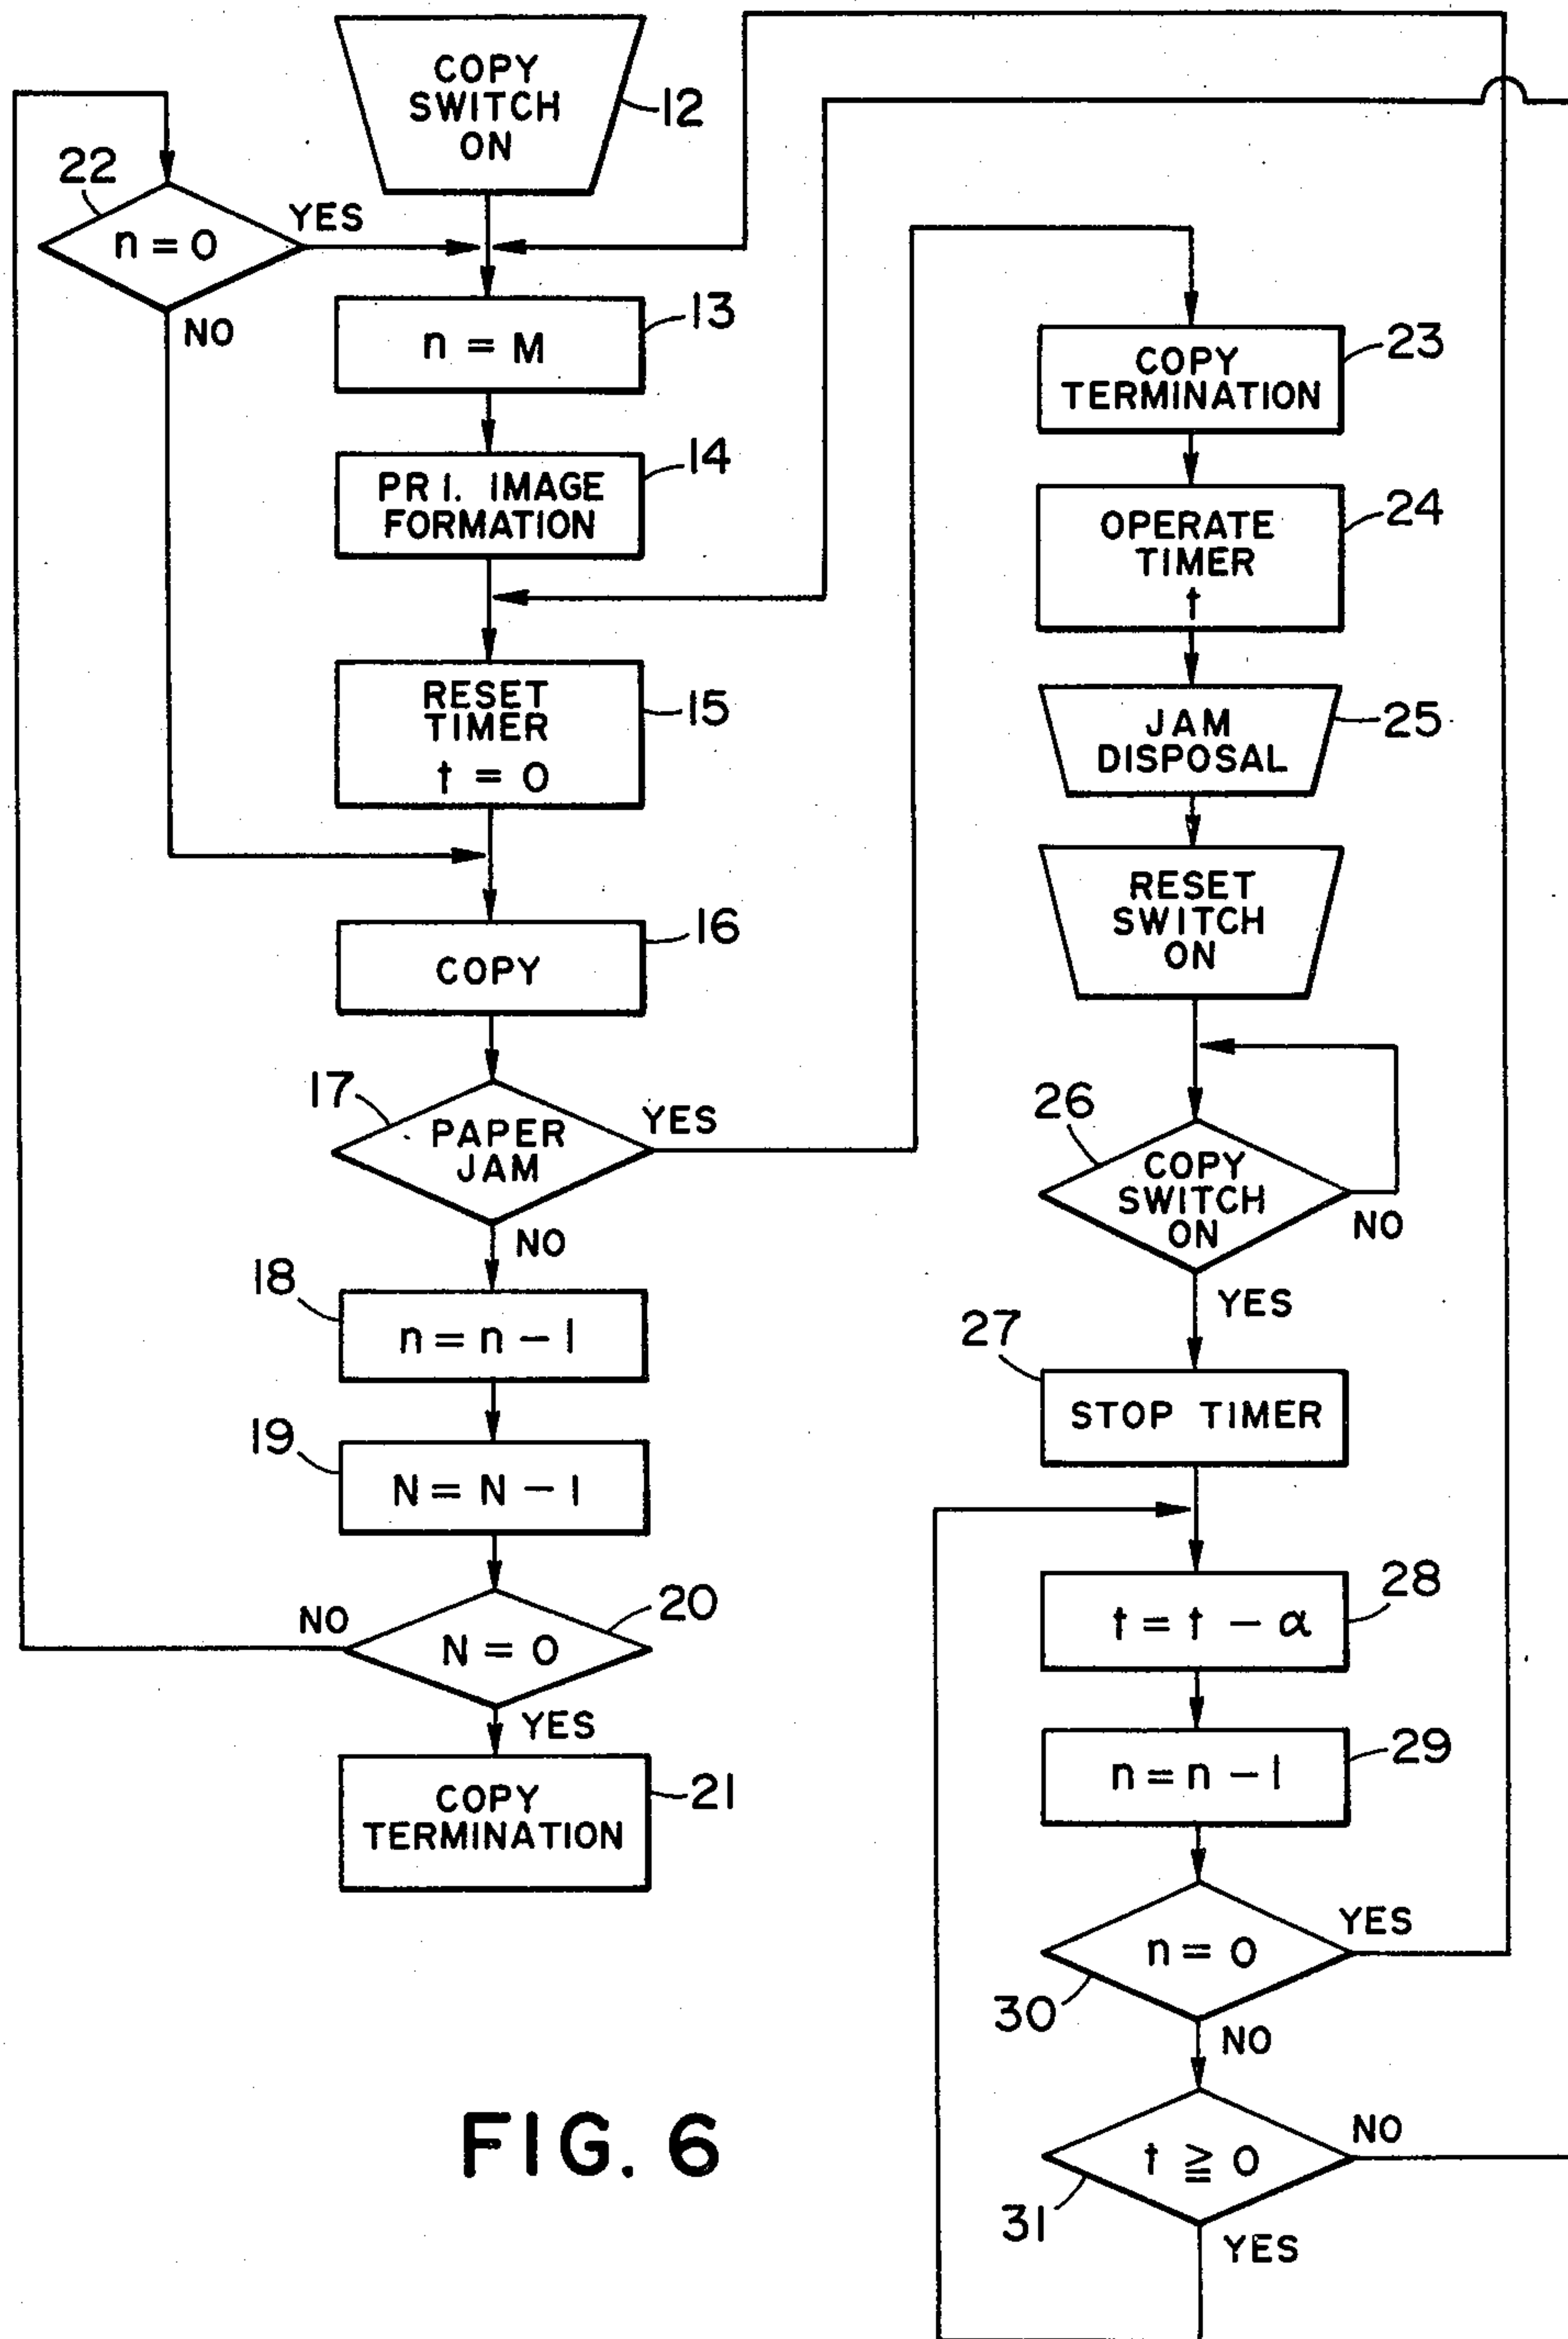 COPY
SWITCH
ON
12
22
n = 0
YES
NO
n = M
13
PRI. IMAGE
FORMATION
14
RESET
TIMER
t = 0
15
COPY
16
17
PAPER
JAM
YES
NO
18
n = n - 1
19
N = N - 1
NO
N = 0
20
YES
COPY
TERMINATION
21
COPY
TERMINATION
23
OPERATE
TIMER
t
24
JAM
DISPOSAL
25
RESET
SWITCH
ON
26
COPY
SWITCH
ON
NO
YES
27
STOP TIMER
t = t - α
28
n = n - 1
29
n = 0
YES
30
NO
t ≧ 0
NO
31
YES
FIG. 6